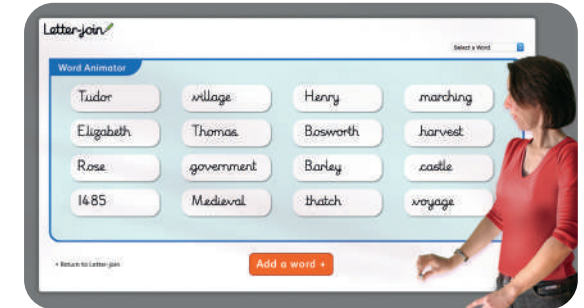 Letter-join
Select a Word
Word Animator
Tudor village Henry marching
Elizabeth Thomas Bosworth harvest
Rose government Barley castle
1485 Medieval thatch voyage
< Return to Letter-join
Add a word +